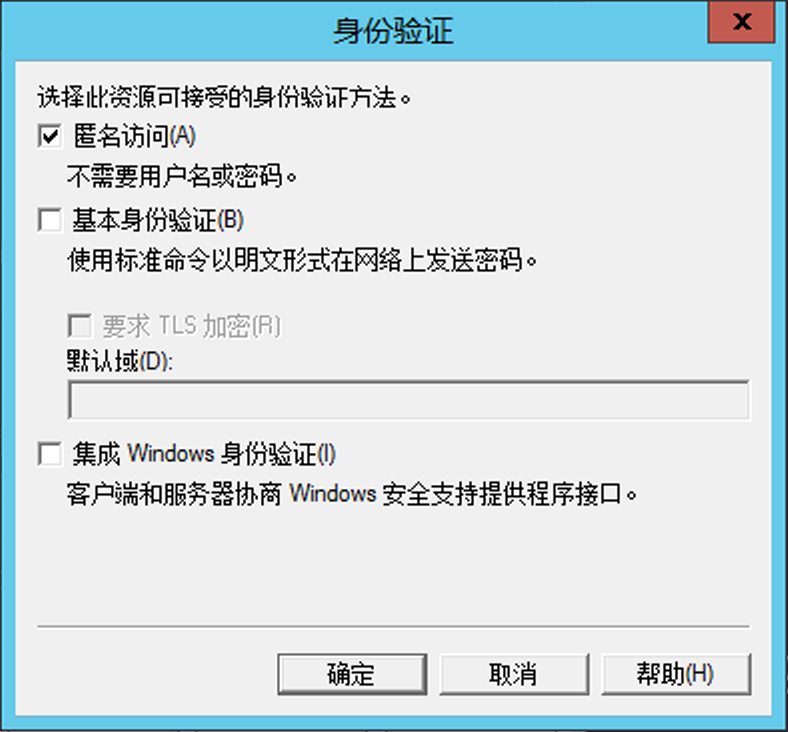 身份验证
选择此资源可接受的身份验证方法。
匿名访问(A)
不需要用户名或密码。
基本身份验证(B)
使用标准命令以明文形式在网络上发送密码。
要求 TLS 加密(R)
默认域(D):
集成 Windows 身份验证(I)
客户端和服务器协商 Windows 安全支持提供程序接口。
确定 取消 帮助(H)